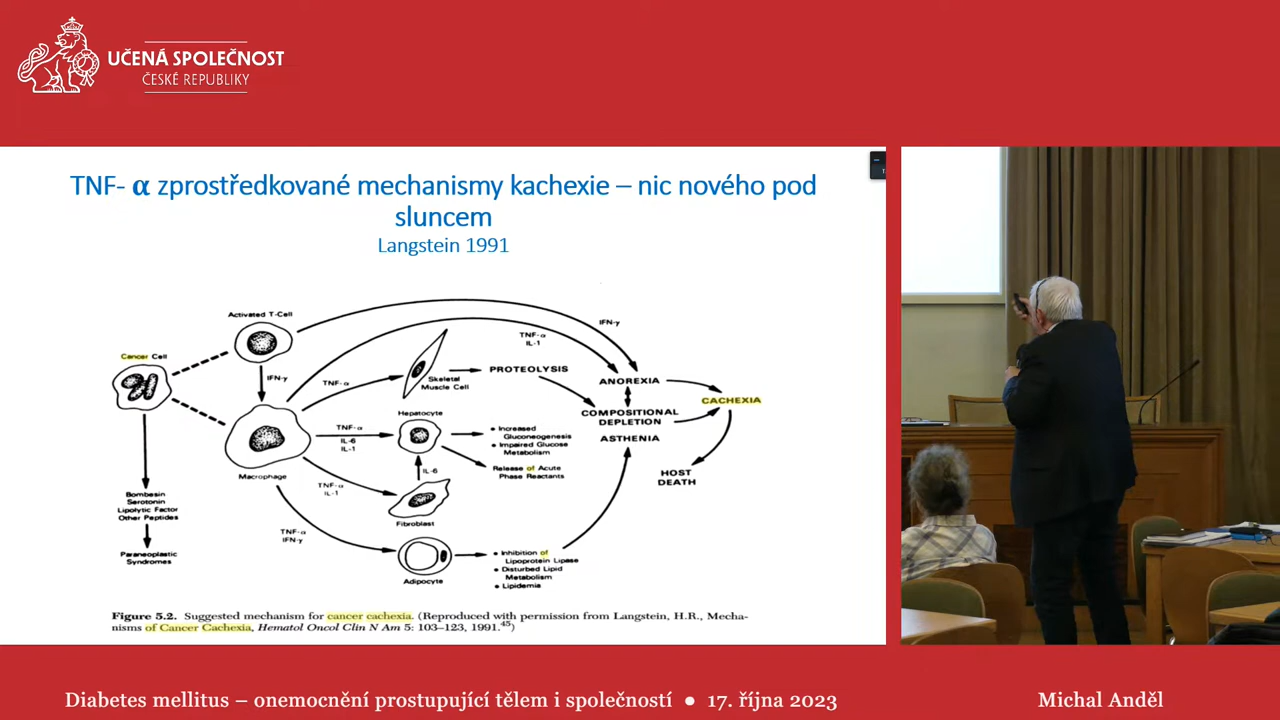 UČENÁ SPOLEČNOST
ČESKÉ REPUBLIKY
TNF- α zprostředkované mechanismy kachexie – nic nového pod
sluncem
Langstein 1991
Activated T-Cell
Cancer Cell
IFN-γ
TNF-α
IL-1
IFN-γ
TNF-α
Skeletal
Muscle Cell
PROTEOLYSIS
ANOREXIA
CACHEXIA
COMPOSITIONAL
DEPLETION
ASTHENIA
HOST
DEATH
Hepatocyte
TNF-α
IL-6
IL-1
• Increased
Gluconeogenesis
• Impaired Glucose
Metabolism
Release of Acute
Phase Reactants
Macrophage
IL-6
TNF-α
IL-1
Fibroblast
Bombesin
Serotonin
Lipolytic Factor
Other Peptides
Paraneoplastic
Syndromes
TNF-α
IFN-γ
Adipocyte
• Inhibition of
Lipoprotein Lipase
• Disturbed Lipid
Metabolism
• Lipidemia
Figure 5.2. Suggested mechanism for cancer cachexia. (Reproduced with permission from Langstein, H.R., Mecha-
nisms of Cancer Cachexia, Hematol Oncol Clin N Am 5: 103–123, 1991.45)
Diabetes mellitus – onemocnění prostupující tělem i společností ● 17. října 2023
Michal Anděl